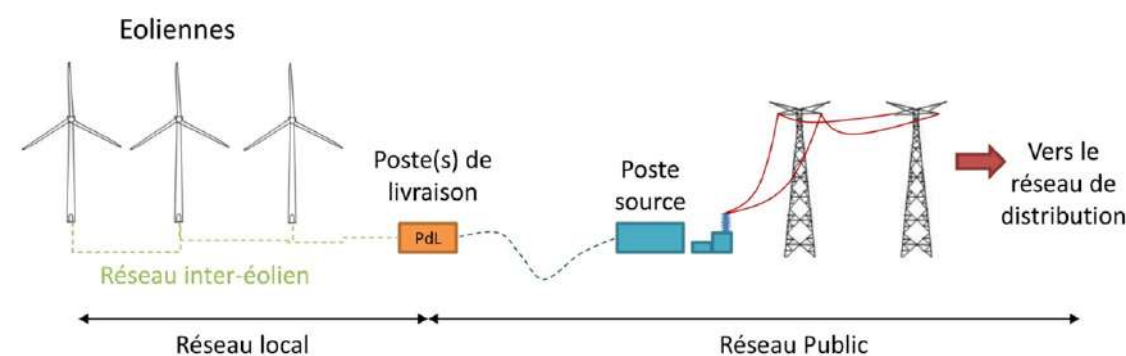 Eoliennes
Poste(s) de
livraison
PdL
Poste
source
Vers le
réseau de
distribution
Réseau inter-éolien
Réseau local
Réseau Public